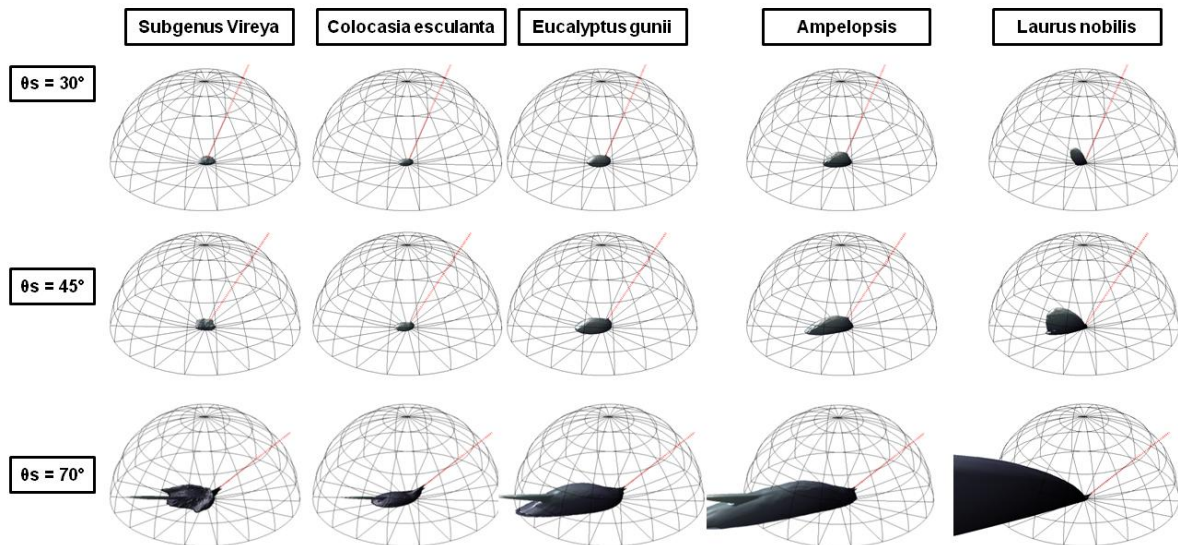 Subgenus Vireya
Colocasia esculanta
Eucalyptus gunii
Ampelopsis
Laurus nobilis
θs = 30°
θs = 45°
θs = 70°